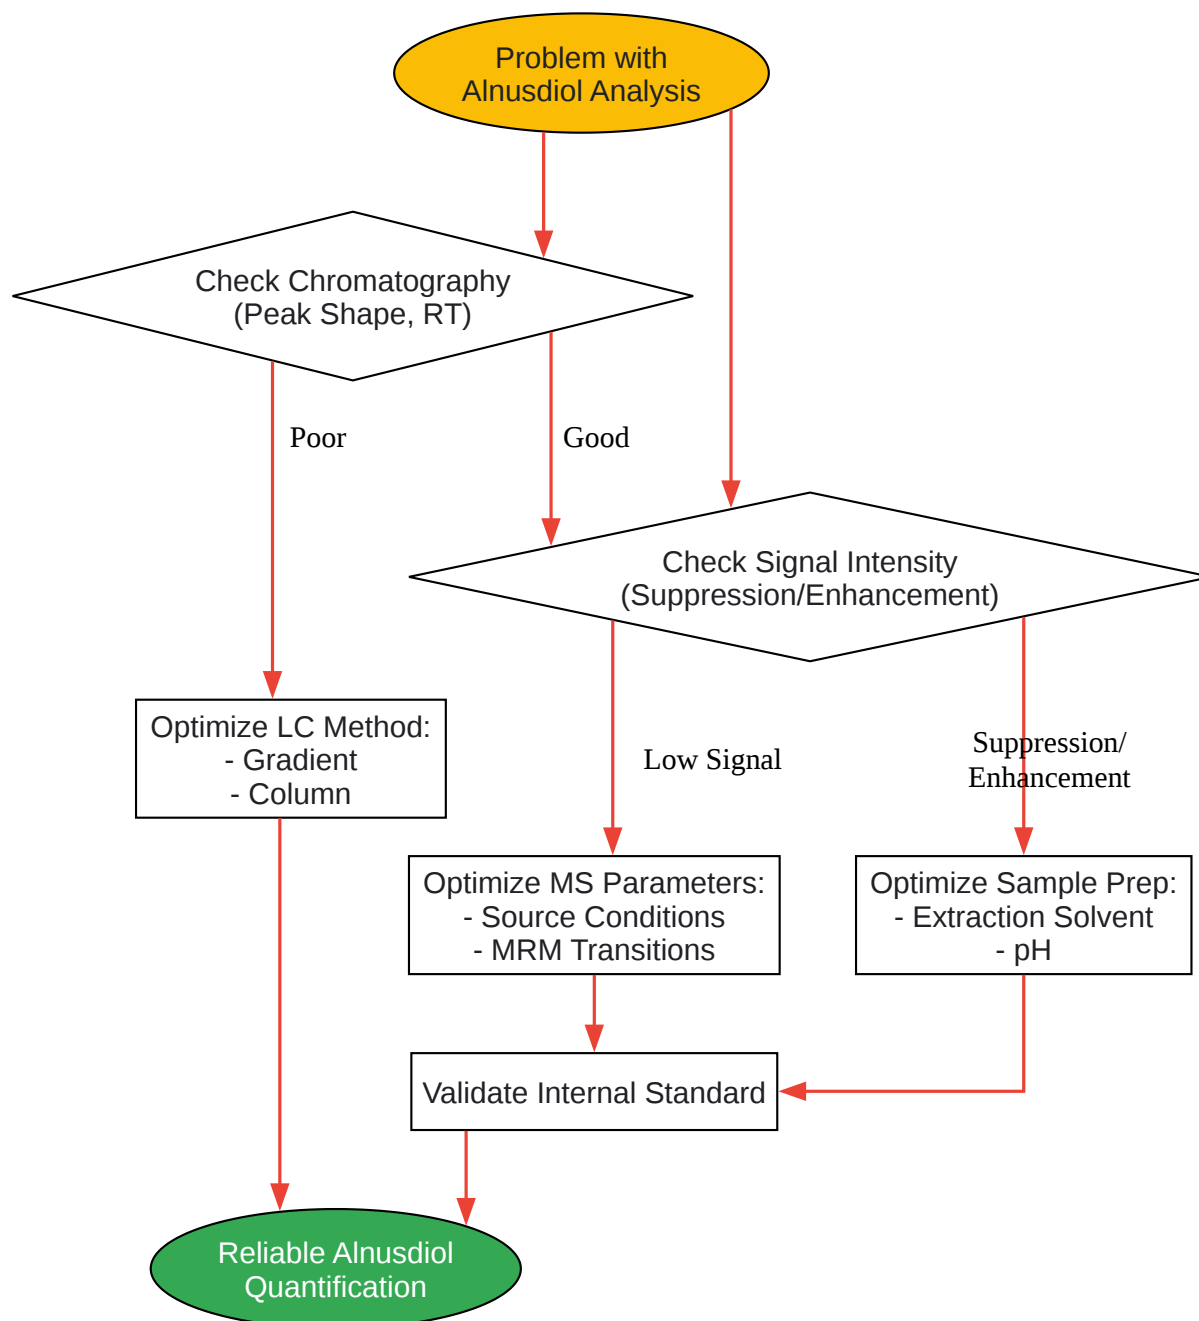 Problem with
Alnusdiol Analysis
Check Chromatography
(Peak Shape, RT)
Poor
Good
Check Signal Intensity
(Suppression/Enhancement)
Optimize LC Method:
- Gradient
- Column
Low Signal
Suppression/
Enhancement
Optimize MS Parameters:
- Source Conditions
- MRM Transitions
Optimize Sample Prep:
- Extraction Solvent
- pH
Validate Internal Standard
Reliable Alnusdiol
Quantification